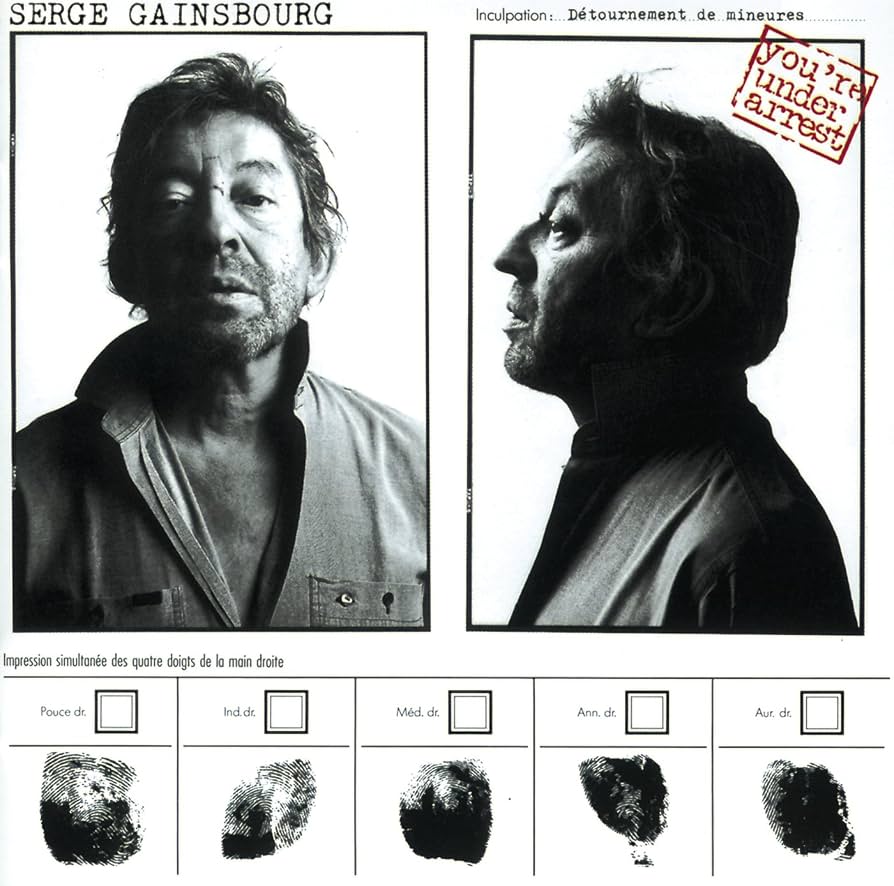 SERGE GAINSBOURG
Inculpation: Détournement de mineures
you're
under
arrest
Impression simultanée des quatre doigts de la main droite
Pouce dr.
Ind. dr.
Méd. dr.
Ann. dr.
Aur. dr.